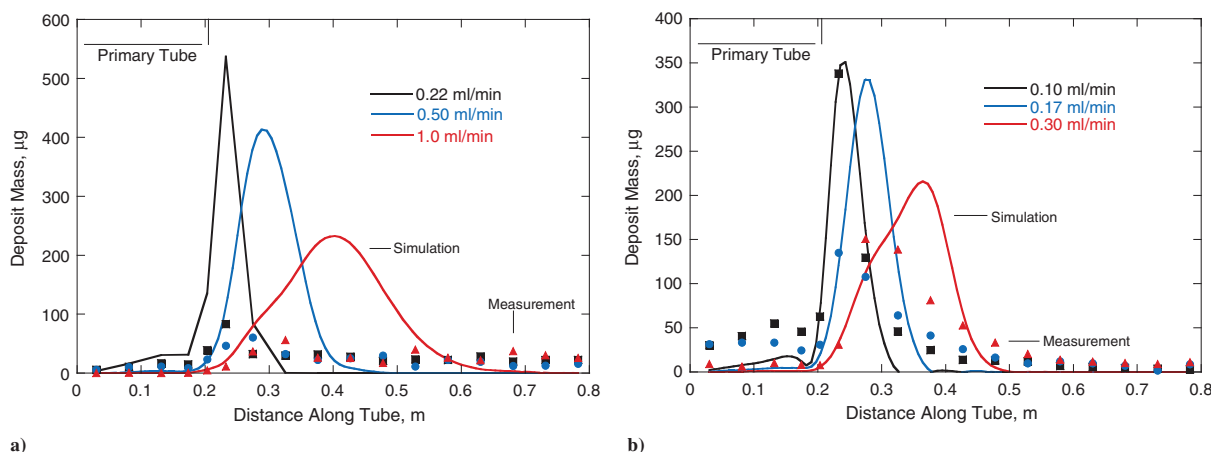 600
500
400
300
200
100
0
Deposit Mass, μg
Primary Tube
0.22 ml/min
0.50 ml/min
1.0 ml/min
Simulation
Measurement
0 0.1 0.2 0.3 0.4 0.5 0.6 0.7 0.8
Distance Along Tube, m
a)
400
350
300
250
200
150
100
50
0
Deposit Mass, μg
Primary Tube
0.10 ml/min
0.17 ml/min
0.30 ml/min
Simulation
Measurement
0 0.1 0.2 0.3 0.4 0.5 0.6 0.7 0.8
Distance Along Tube, m
b)